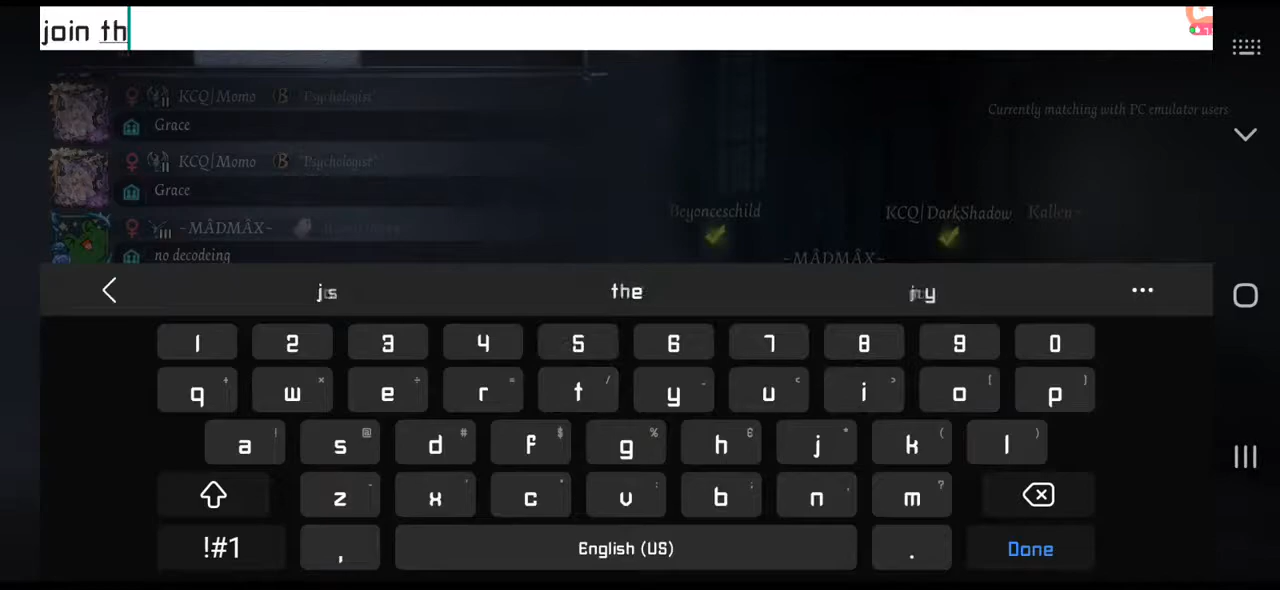 join th
KCQ|Momo B "Psychologist"
Grace
Currently matching with PC emulator users
KCQ|Momo B "Psychologist"
Grace
Beyonceschild KCQ|DarkShadow Kallen~
~MÂDMÂX~
no decodeing
~MÂDMÂX~
the
1 2 3 4 5 6 7 8 9 0
q w e r t y u i o p
a s d f g h j k l
z x c v b n m
!#1 , English (US) . Done